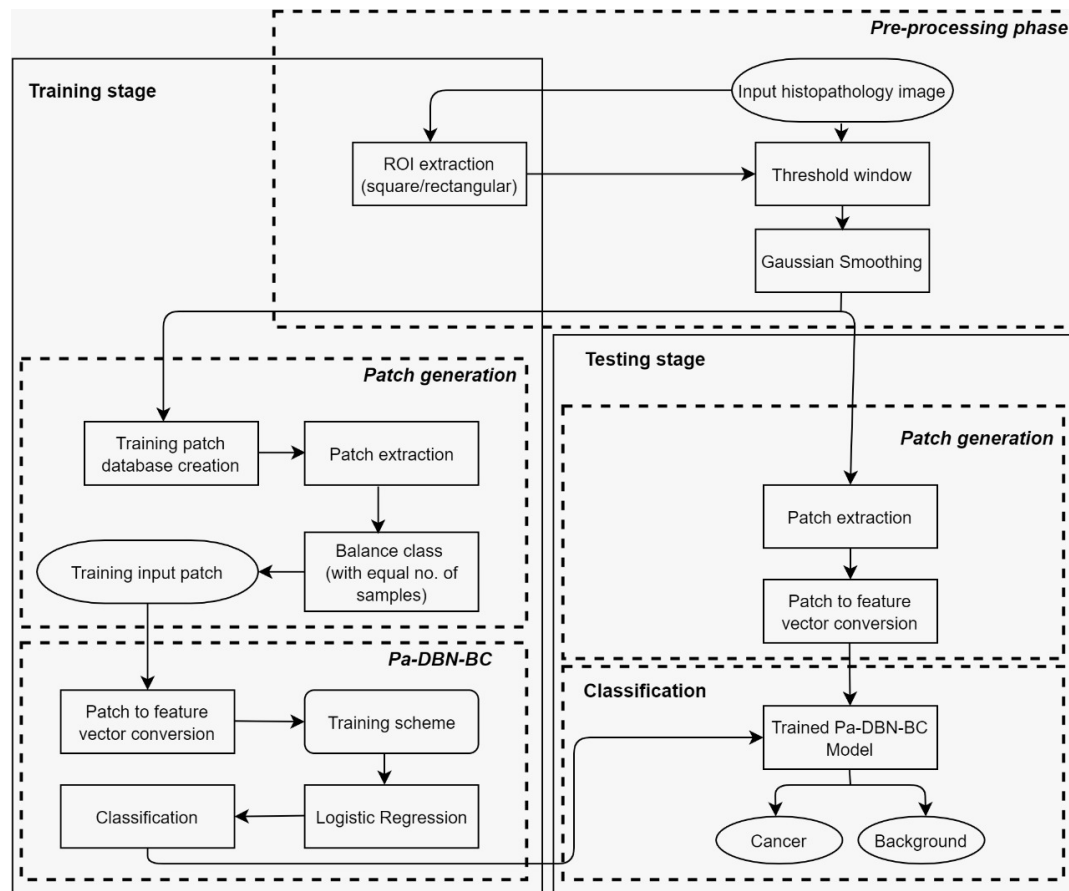 Pre-processing phase
Training stage
Input histopathology image
ROI extraction
(square/rectangular)
Threshold window
Gaussian Smoothing
Patch generation
Training patch
database creation
Patch extraction
Balance class
(with equal no. of
samples)
Training input patch
Pa-DBN-BC
Patch to feature
vector conversion
Training scheme
Logistic Regression
Classification
Testing stage
Patch generation
Patch extraction
Patch to feature
vector conversion
Classification
Trained Pa-DBN-BC
Model
Cancer
Background